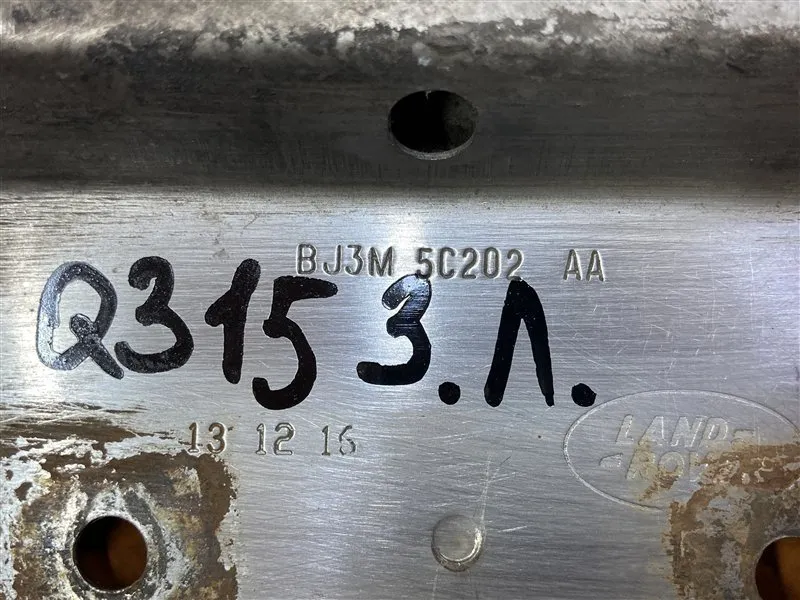 BJ3M 5C202 AA
Q315 З.Л.
13 12 16
LAND
ROVER